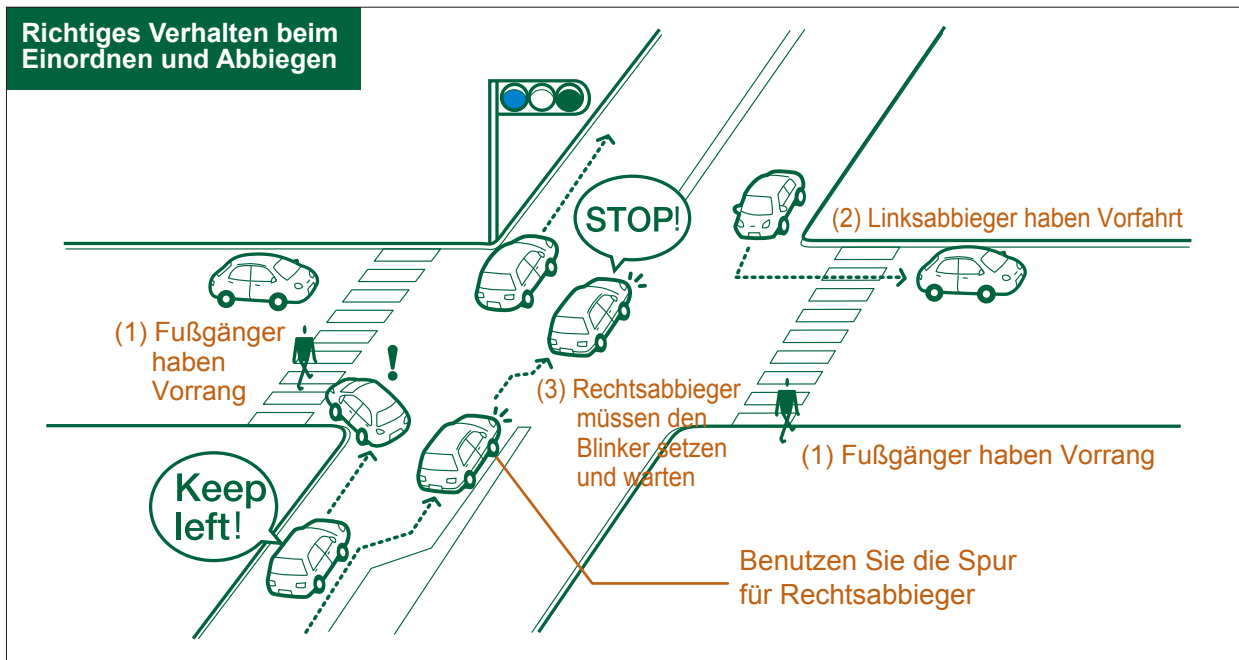 Richtiges Verhalten beim
Einordnen und Abbiegen
STOP!
(2) Linksabbieger haben Vorfahrt
(1) Fußgänger
haben
Vorrang
(3) Rechtsabbieger
müssen den
Blinker setzen
und warten
(1) Fußgänger haben Vorrang
Keep
left!
Benutzen Sie die Spur
für Rechtsabbieger